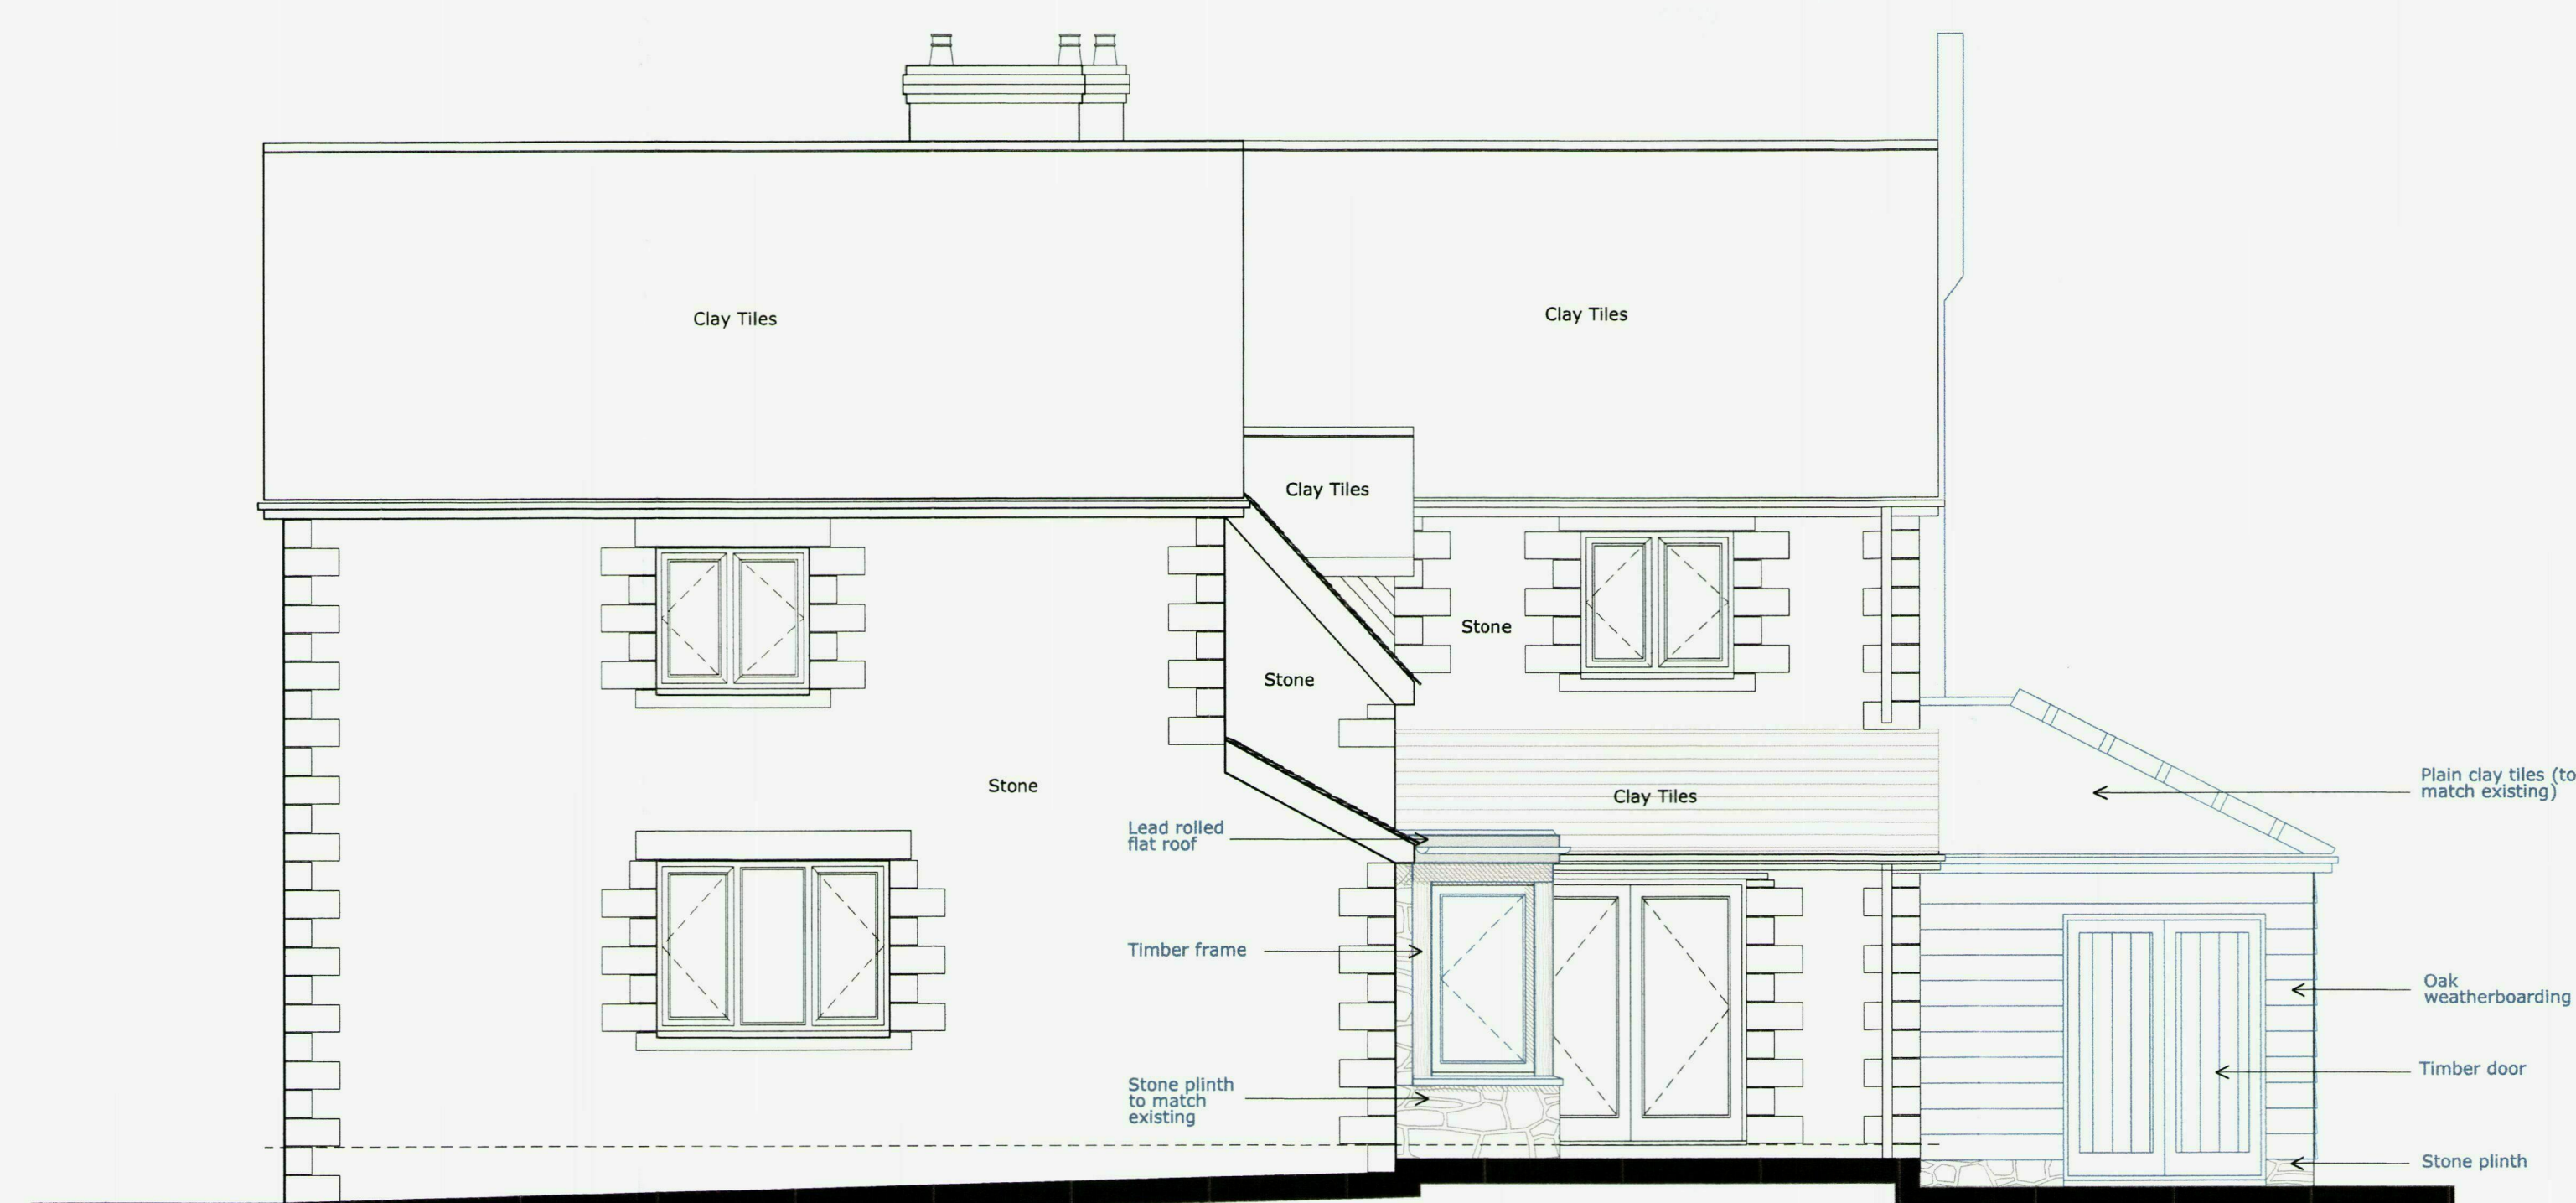 Clay Tiles
Clay Tiles
Clay Tiles
Stone
Stone
Stone
Clay Tiles
Lead rolled
flat roof
Timber frame
Stone plinth
to match
existing
Plain clay tiles (to
match existing)
Oak
weatherboarding
Timber door
Stone plinth